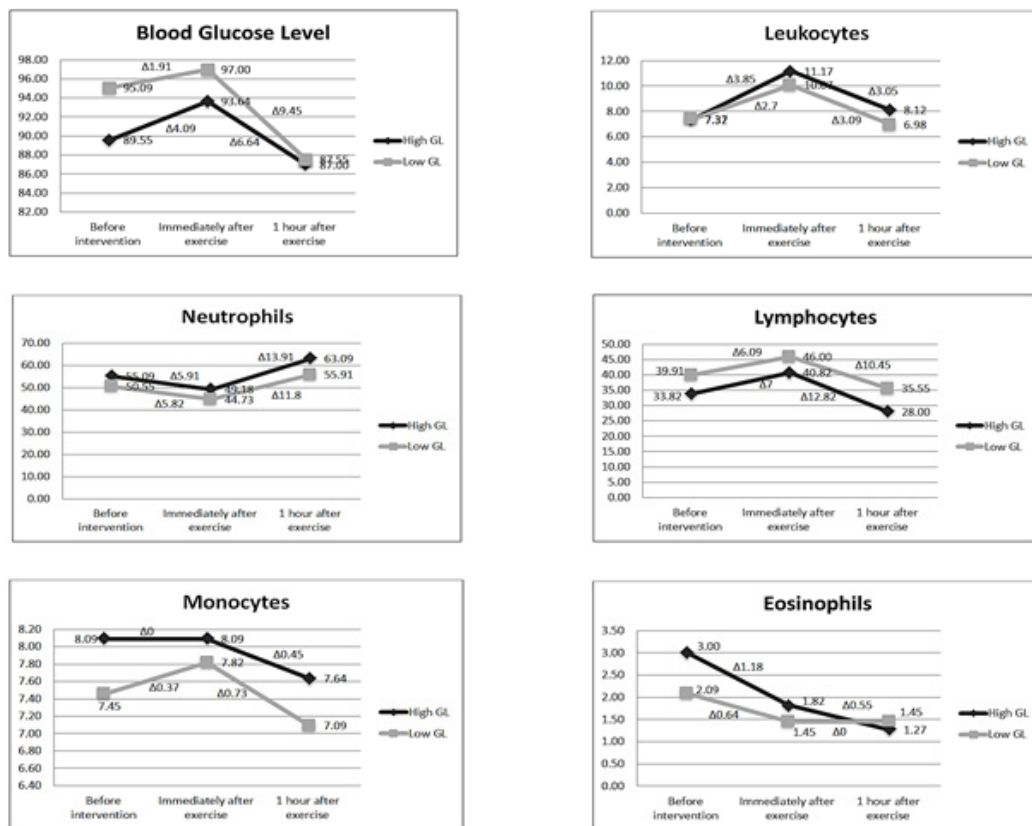 Blood Glucose Level
98.00
96.00
94.00
92.00
90.00
88.00
86.00
84.00
82.00
Δ1.91
97.00
95.09
93.64
Δ9.45
89.55
Δ4.09
Δ6.64
87.55
87.00
High GL
Low GL
Before intervention
Immediately after exercise
1 hour after exercise
Leukocytes
12.00
10.00
8.00
6.00
4.00
2.00
0.00
Δ3.85
11.17
Δ3.05
Δ2.7
8.12
Δ3.09
6.98
High GL
Low GL
Before intervention
Immediately after exercise
1 hour after exercise
Neutrophils
70.00
60.00
50.00
40.00
30.00
20.00
10.00
0.00
Δ13.91
63.09
55.09
Δ5.91
49.18
50.55
55.91
Δ5.82
44.73
Δ11.8
High GL
Low GL
Before intervention
Immediately after exercise
1 hour after exercise
Lymphocytes
50.00
45.00
40.00
35.00
30.00
25.00
20.00
15.00
10.00
5.00
0.00
Δ6.09
46.00
Δ10.45
39.91
40.82
35.55
33.82
Δ7
Δ12.82
28.00
High GL
Low GL
Before intervention
Immediately after exercise
1 hour after exercise
Monocytes
8.20
8.00
7.80
7.60
7.40
7.20
7.00
6.80
6.60
6.40
8.09
Δ0
8.09
Δ0.45
7.82
7.64
Δ0.37
Δ0.73
7.45
7.09
High GL
Low GL
Before intervention
Immediately after exercise
1 hour after exercise
Eosinophils
3.50
3.00
2.50
2.00
1.50
1.00
0.50
0.00
3.00
Δ1.18
2.09
1.82
Δ0.55
1.45
Δ0.64
1.45
Δ0
1.27
High GL
Low GL
Before intervention
Immediately after exercise
1 hour after exercise